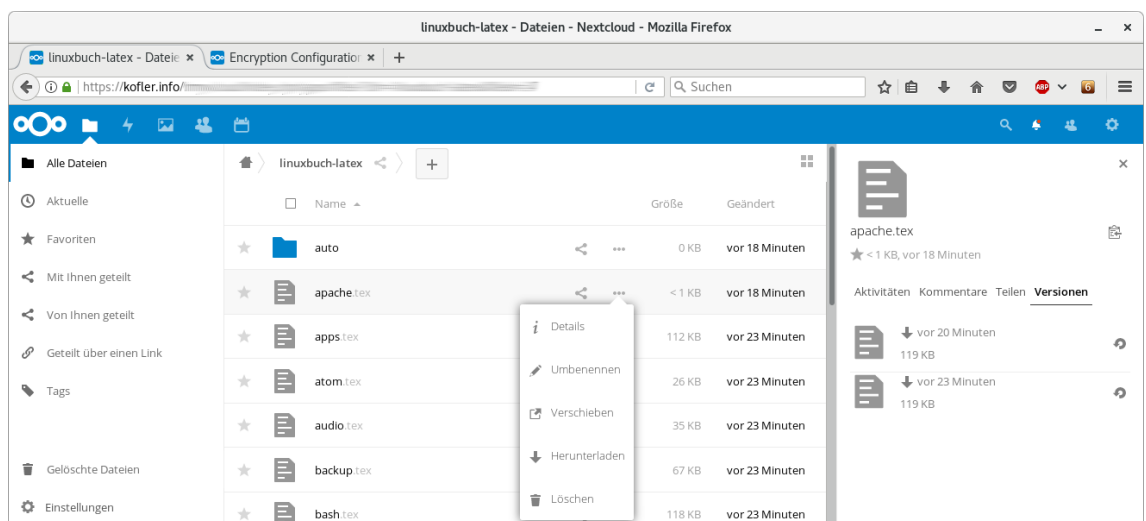 linuxbuch-latex - Dateien - Nextcloud - Mozilla Firefox
linuxbuch-latex - Dateie
Encryption Configuration
https://kofler.info/
Suchen
ABP
6
Alle Dateien
Aktuelle
Favoriten
Mit Ihnen geteilt
Von Ihnen geteilt
Geteilt über einen Link
Tags
Gelöschte Dateien
Einstellungen
linuxbuch-latex
+
Name Größe Geändert
auto 0 KB vor 18 Minuten
apache.tex < 1 KB vor 18 Minuten
apps.tex 112 KB vor 23 Minuten
atom.tex 26 KB vor 23 Minuten
audio.tex 35 KB vor 23 Minuten
backup.tex 67 KB vor 23 Minuten
bash.tex 118 KB vor 23 Minuten
Details
Umbenennen
Verschieben
Herunterladen
Löschen
apache.tex
< 1 KB, vor 18 Minuten
Aktivitäten Kommentare Teilen Versionen
vor 20 Minuten
119 KB
vor 23 Minuten
119 KB